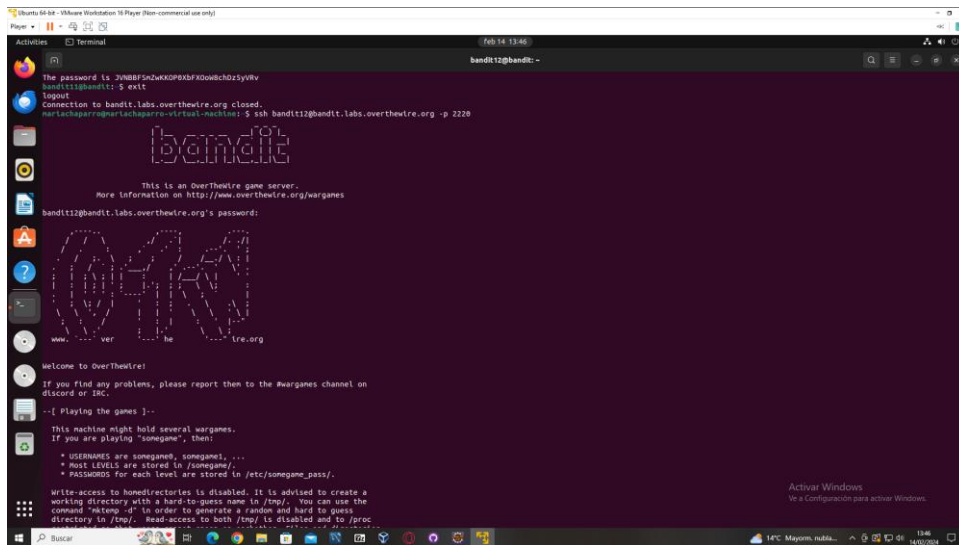 Ubuntu 64-bit - VMware Workstation 16 Player (Non-commercial use only)
Player
Activities Terminal feb 14 13:46
bandit12@bandit: ~
The password is
bandit11@bandit:~$ exit
logout
Connection to bandit.labs.overthewire.org closed.
mariachaparro@mariachaparro-virtual-machine:~$ ssh bandit12@bandit.labs.overthewire.org -p 2220
bandit
This is an OverTheWire game server.
More information on http://www.overthewire.org/wargames
bandit12@bandit.labs.overthewire.org's password:
www. ver he ire.org
Welcome to OverTheWire!
If you find any problems, please report them to the #wargames channel on
discord or IRC.
--[ Playing the games ]--
This machine might hold several wargames.
If you are playing "somegame", then:
* USERNAMES are somegame0, somegame1, ...
* Most LEVELS are stored in /somegame/.
* PASSWORDS for each level are stored in /etc/somegame_pass/.
Write-access to homedirectories is disabled. It is advised to create a
working directory with a hard-to-guess name in /tmp/. You can use the
command "mktemp -d" in order to generate a random and hard to guess
directory in /tmp/. Read-access to both /tmp/ is disabled and to /proc
Activar Windows
Ve a Configuración para activar Windows.
Buscar
14°C Mayorm. nubla...
13:46
14/02/2024